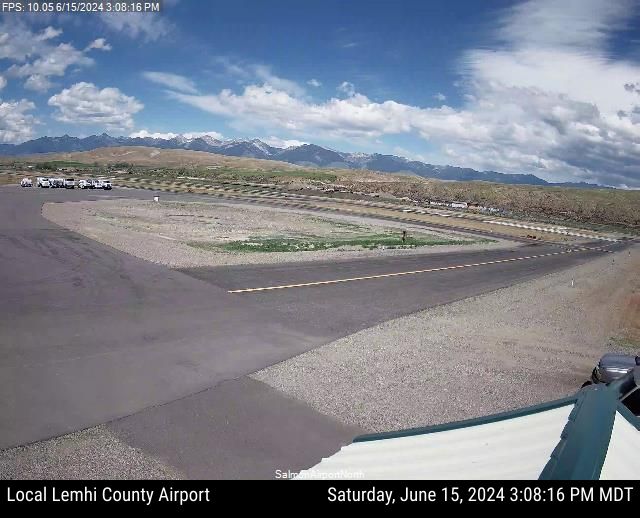 FPS: 10.05 6/15/2024 3:08:16 PM
SalmonAirportNorth
Local Lemhi County Airport
Saturday, June 15, 2024 3:08:16 PM MDT